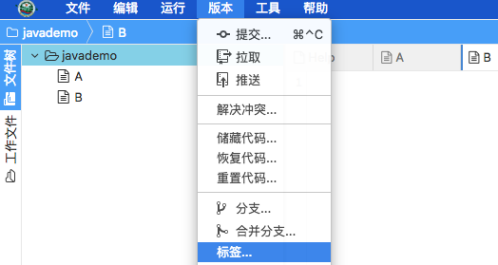 文件 编辑 运行 版本 工具 帮助
javademo B
文件树
工作文件
javademo
A
B
A B
提交... ⌘^C
拉取
推送
解决冲突...
储藏代码...
恢复代码...
重置代码...
分支...
合并分支...
标签...